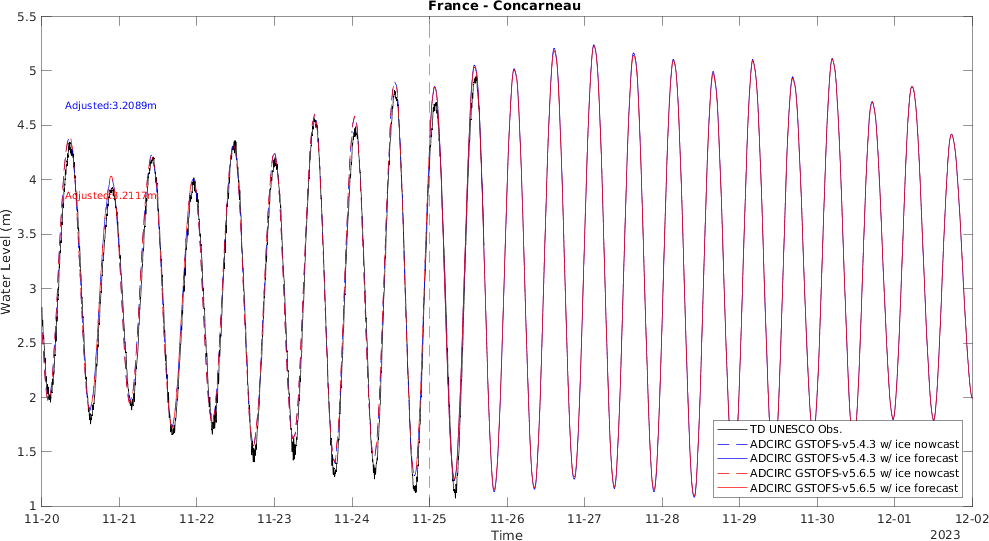 France - Concarneau
5.5
5
4.5
4
3.5
3
2.5
2
1.5
1
Water Level (m)
Adjusted:3.2089m
Adjusted:3.2117m
TD UNESCO Obs.
ADCIRC GSTOFS-v5.4.3 w/ ice nowcast
ADCIRC GSTOFS-v5.4.3 w/ ice forecast
ADCIRC GSTOFS-v5.6.5 w/ ice nowcast
ADCIRC GSTOFS-v5.6.5 w/ ice forecast
11-20 11-21 11-22 11-23 11-24 11-25 11-26 11-27 11-28 11-29 11-30 12-01 12-02
Time
2023